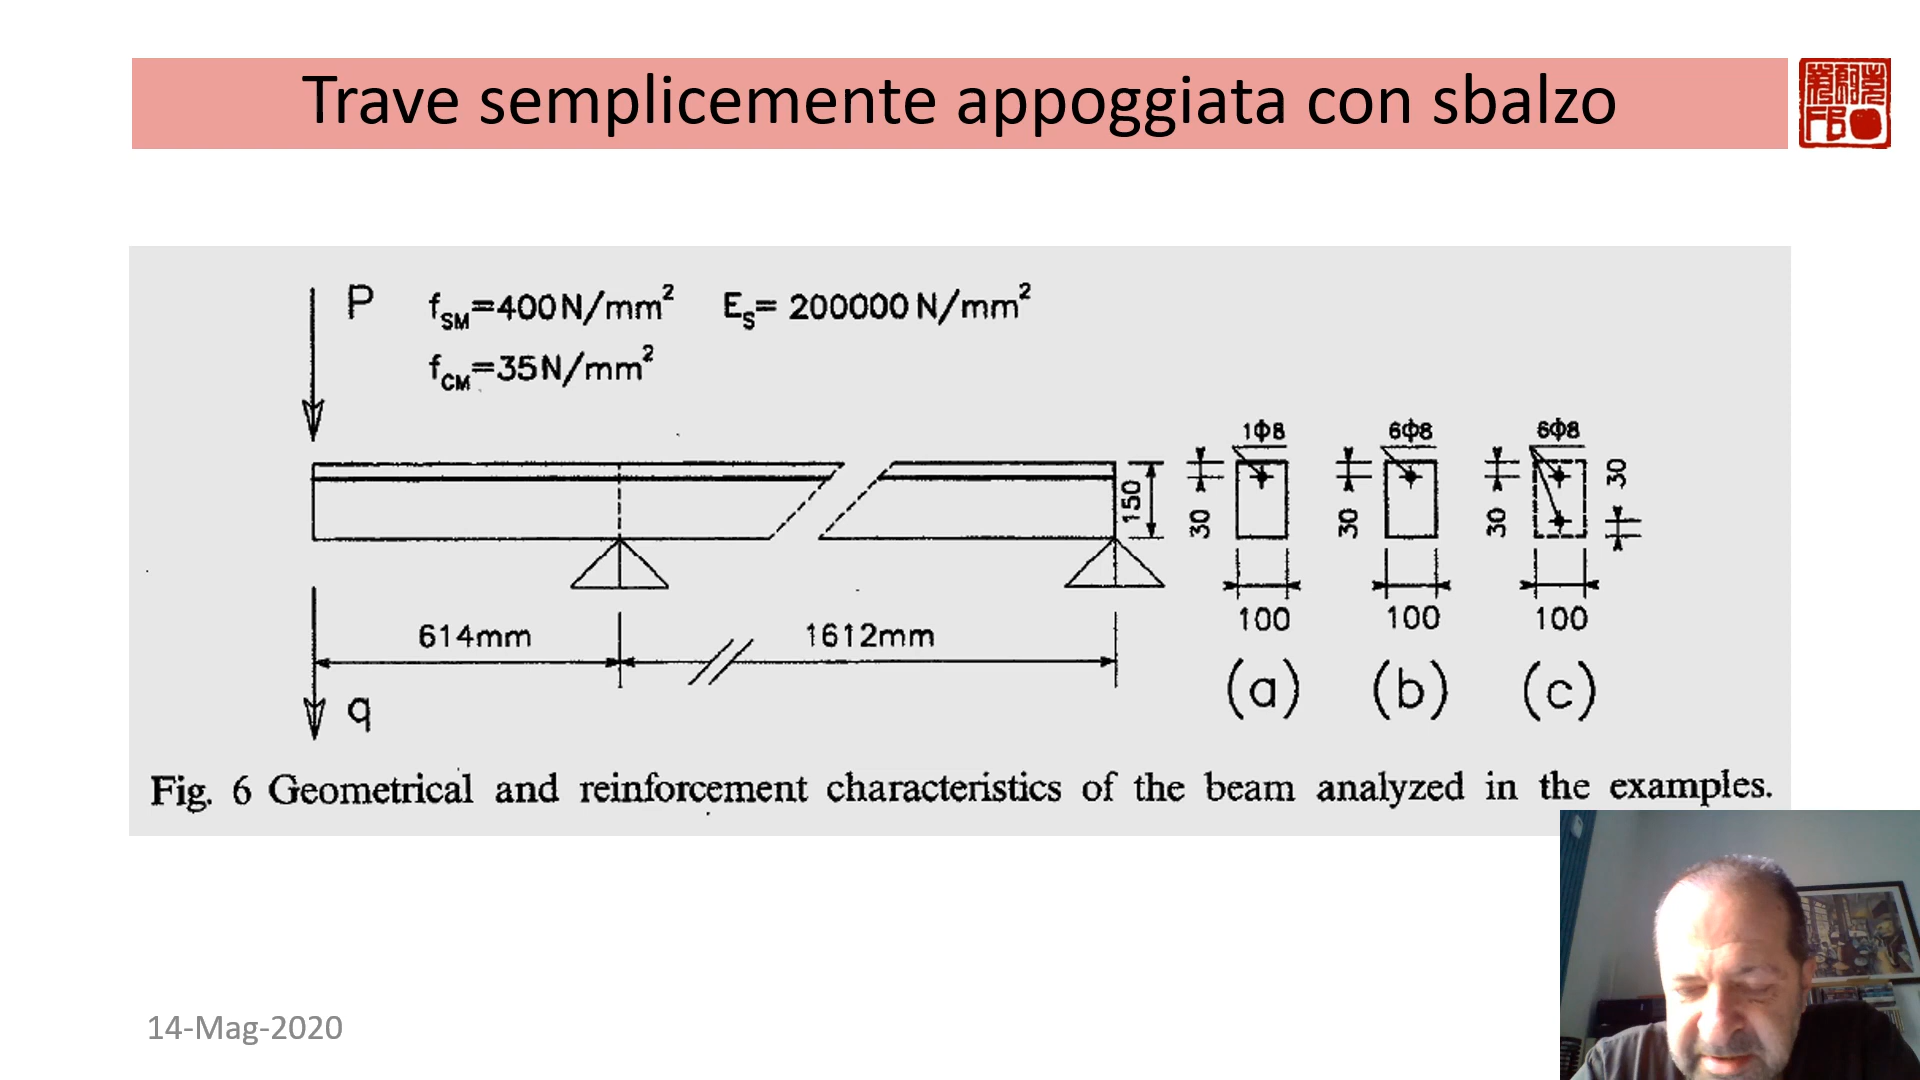 Trave semplicemente appoggiata con sbalzo
P
f_SM=400N/mm² E_S= 200000N/mm²
f_CM=35N/mm²
1Φ8
6Φ8
6Φ8
150
30
30
30
30
100
100
100
614mm
1612mm
(a)
(b)
(c)
q
Fig. 6 Geometrical and reinforcement characteristics of the beam analyzed in the examples.
14-Mag-2020